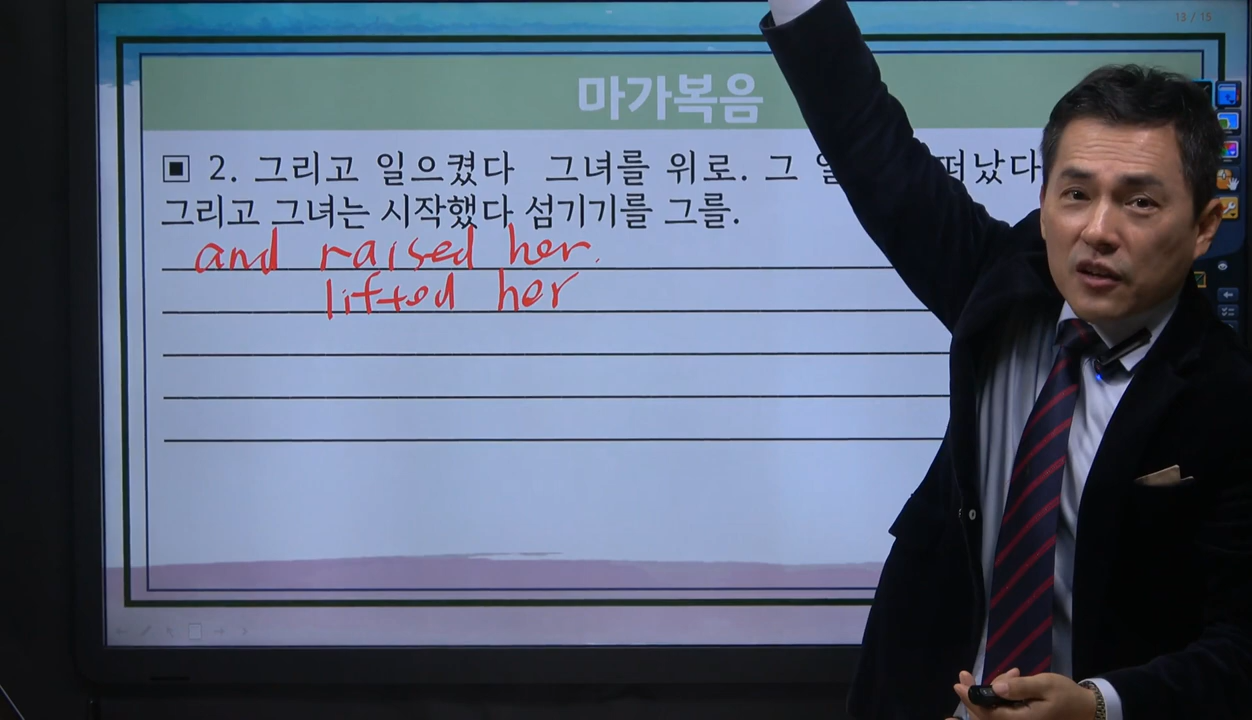 13 / 15
마가복음
▣ 2. 그리고 일으켰다 그녀를 위로. 그 떠났다
그리고 그녀는 시작했다 섬기기를 그를.
and raised her.
lifted her